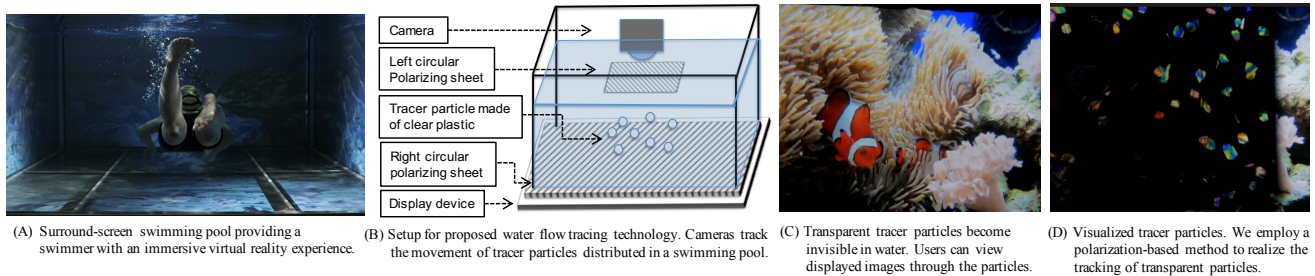 Camera
Left circular
Polarizing sheet
Tracer particle made
of clear plastic
Right circular
polarizing sheet
Display device
(A) Surround-screen swimming pool providing a
swimmer with an immersive virtual reality experience.
(B) Setup for proposed water flow tracing technology. Cameras track
the movement of tracer particles distributed in a swimming pool.
(C) Transparent tracer particles become
invisible in water. Users can view
displayed images through the particles.
(D) Visualized tracer particles. We employ a
polarization-based method to realize the
tracking of transparent particles.